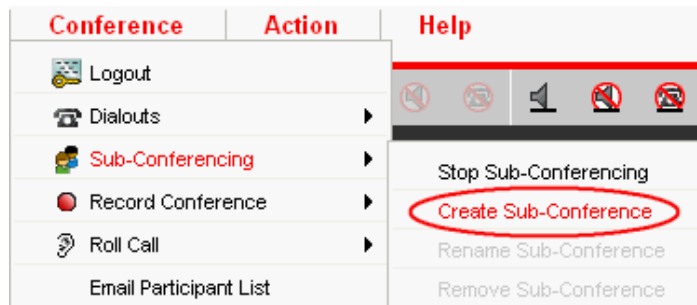 Conference Action Help
Logout
Dialouts
Sub-Conferencing
Record Conference
Roll Call
Email Participant List
Stop Sub-Conferencing
Create Sub-Conference
Rename Sub-Conference
Remove Sub-Conference